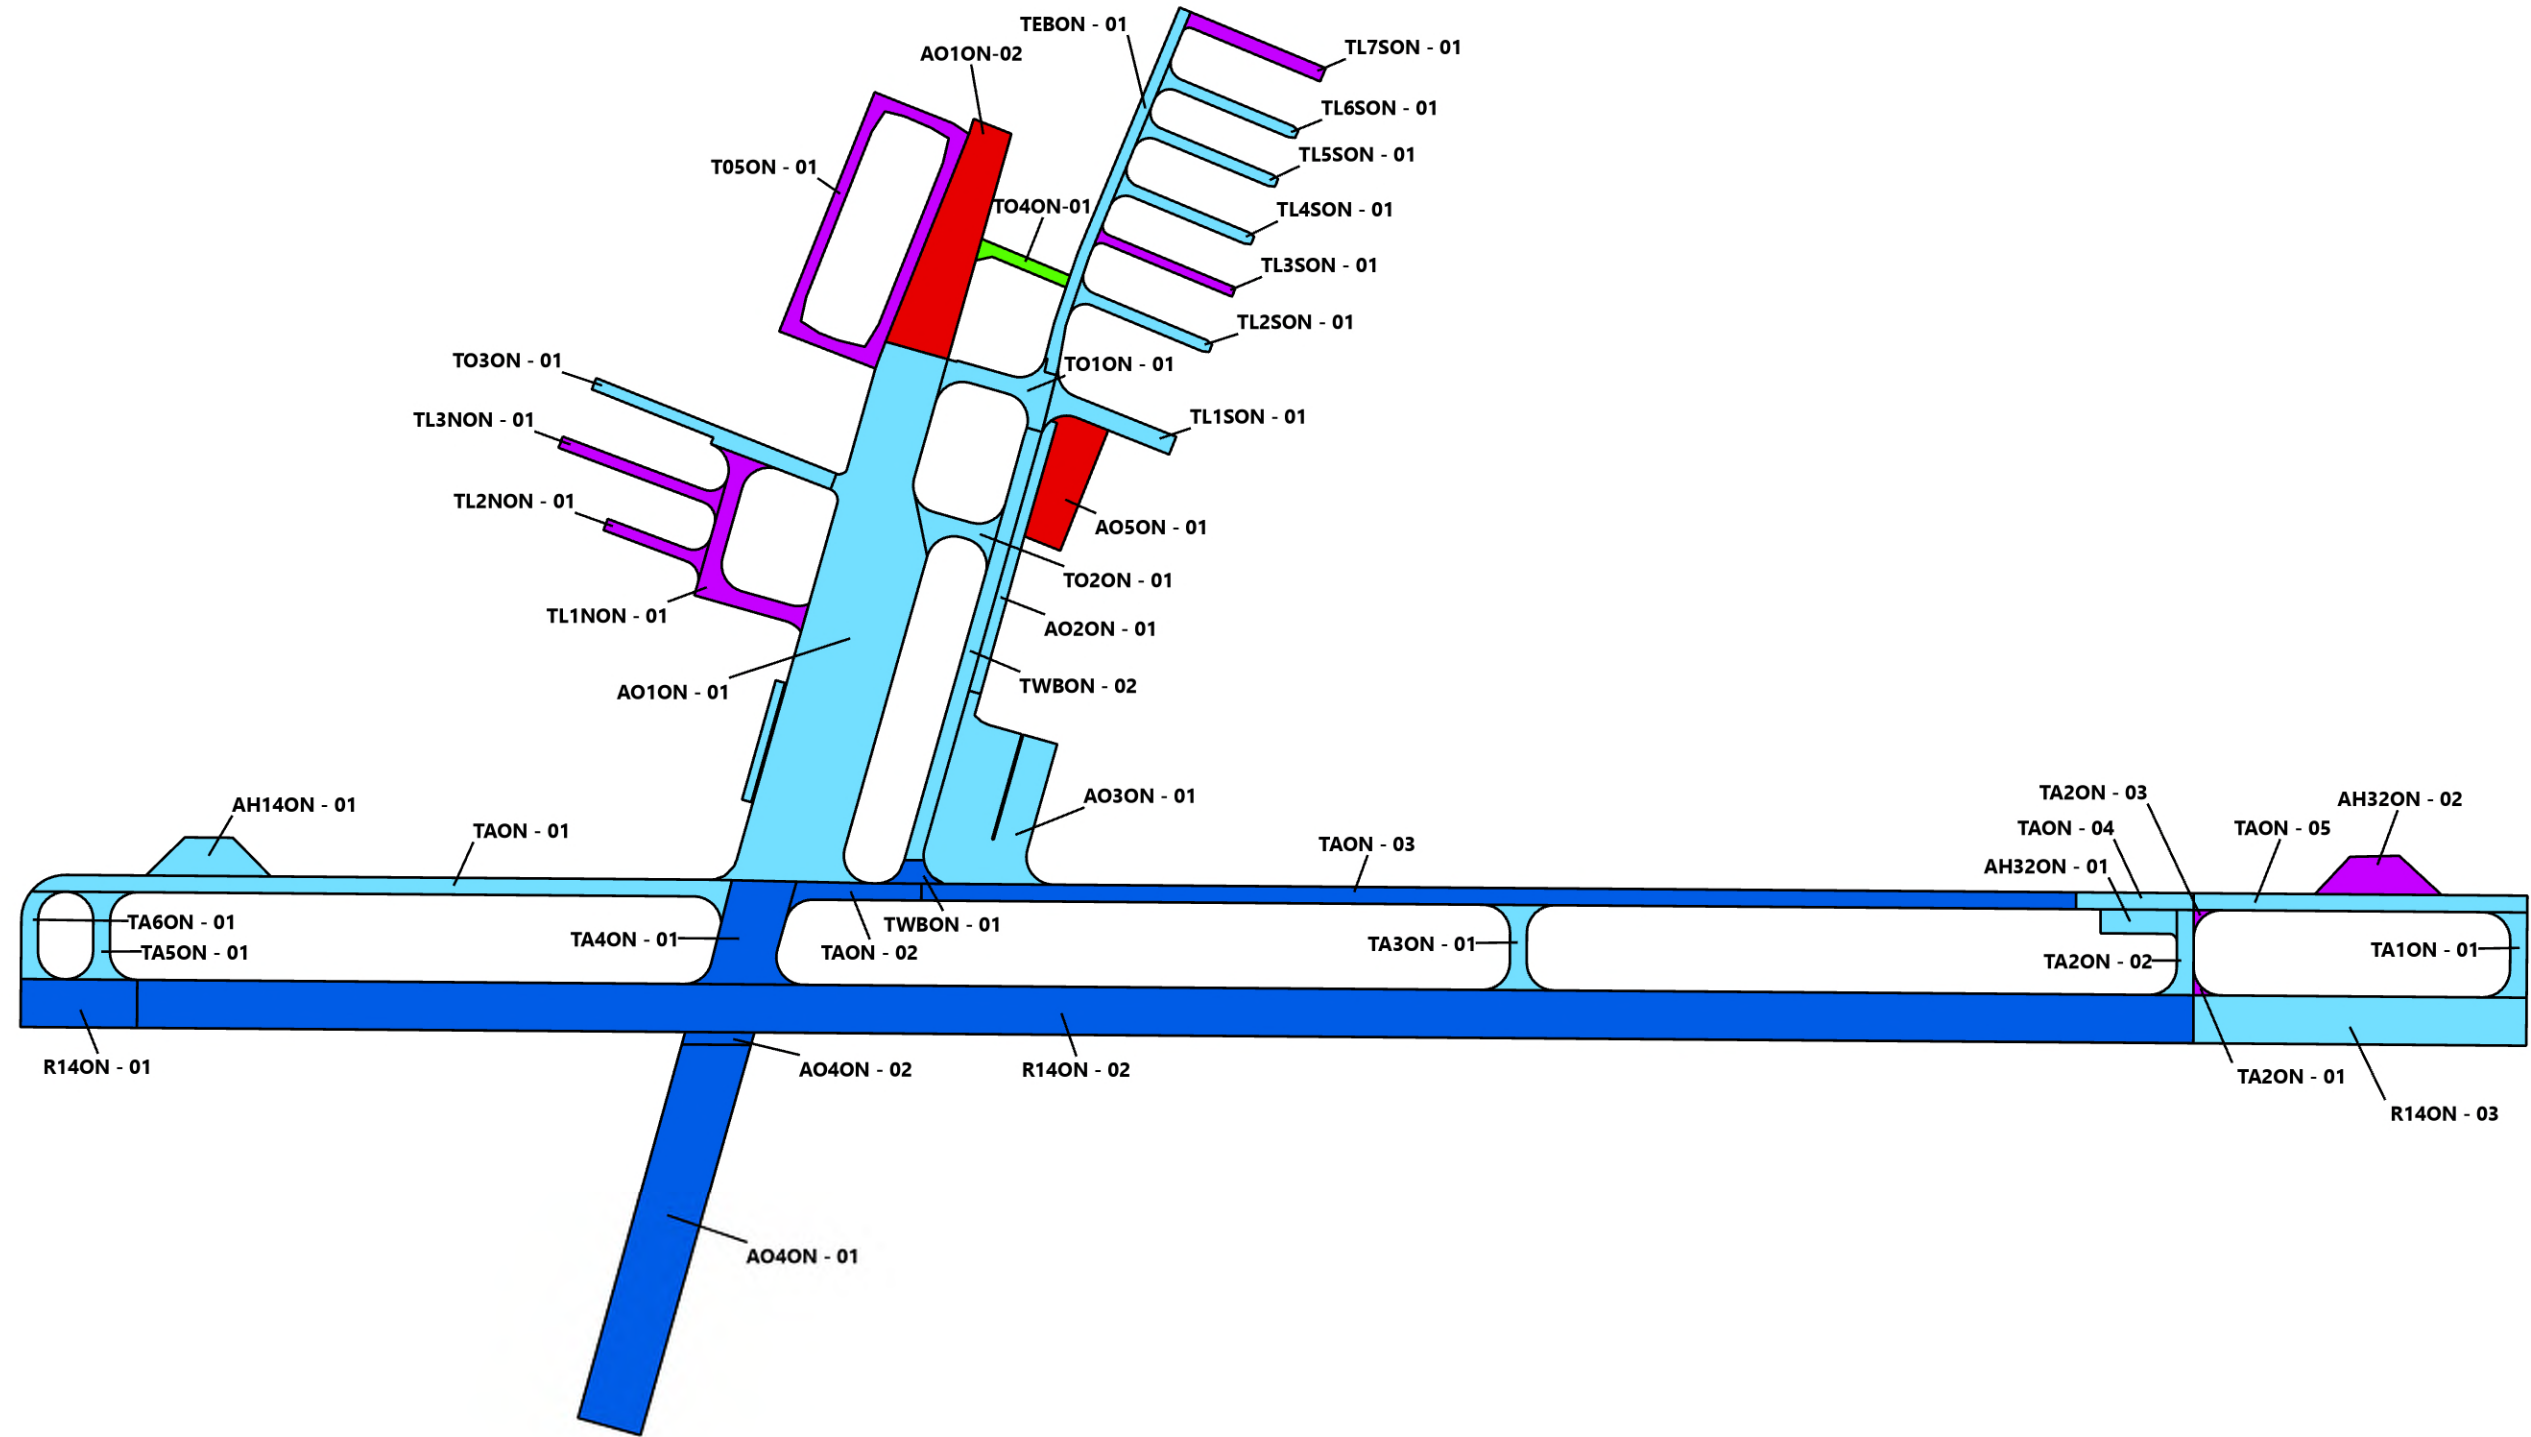 TEBON - 01
TL7SON - 01
AO1ON-02
TL6SON - 01
TL5SON - 01
T05ON - 01
TO4ON-01
TL4SON - 01
TL3SON - 01
TL2SON - 01
TO3ON - 01
TO1ON - 01
TL3NON - 01
TL1SON - 01
TL2NON - 01
AO5ON - 01
TO2ON - 01
TL1NON - 01
AO2ON - 01
AO1ON - 01
TWBON - 02
AH14ON - 01
TAON - 01
AO3ON - 01
TAON - 03
TA2ON - 03
AH32ON - 02
TAON - 04
TAON - 05
AH32ON - 01
TA6ON - 01
TA5ON - 01
TA4ON - 01
TWBON - 01
TAON - 02
TA3ON - 01
TA2ON - 02
TA1ON - 01
R14ON - 01
AO4ON - 02
R14ON - 02
TA2ON - 01
R14ON - 03
AO4ON - 01